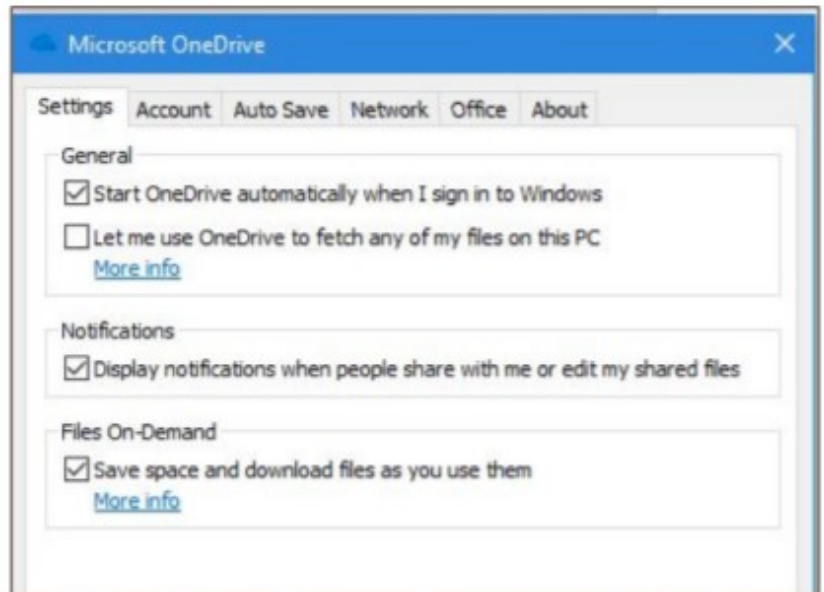 Microsoft OneDrive
Settings Account Auto Save Network Office About
General
Start OneDrive automatically when I sign in to Windows
Let me use OneDrive to fetch any of my files on this PC
More info
Notifications
Display notifications when people share with me or edit my shared files
Files On-Demand
Save space and download files as you use them
More info